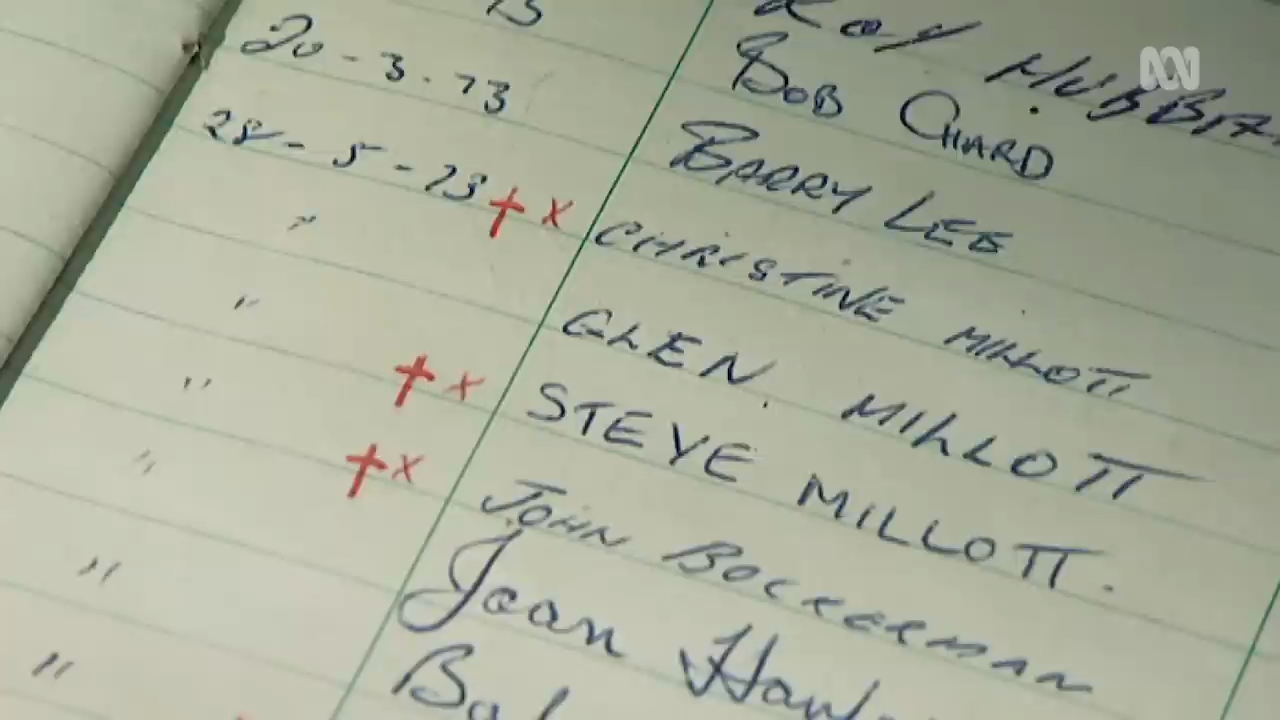 20-3-73 BOB CHARD
28-5-73 BARRY LEE
" †x CHRISTINE MILLOTT
" GLEN. MILLOTT
" †x STEVE MILLOTT.
" †x JOHN BOCKERMAN
" Joan
"